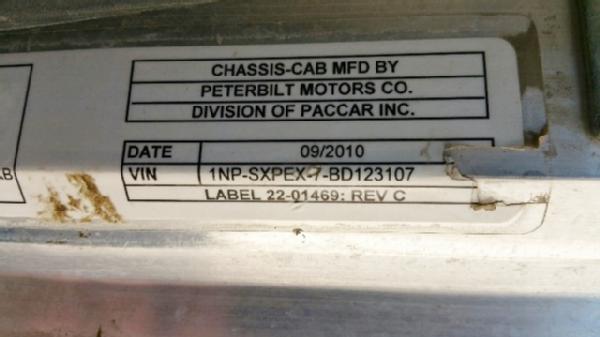 CHASSIS-CAB MFD BY
PETERBILT MOTORS CO.
DIVISION OF PACCAR INC.
DATE 09/2010
VIN 1NP-SXPEX-7-BD123107
LABEL 22-01469: REV C